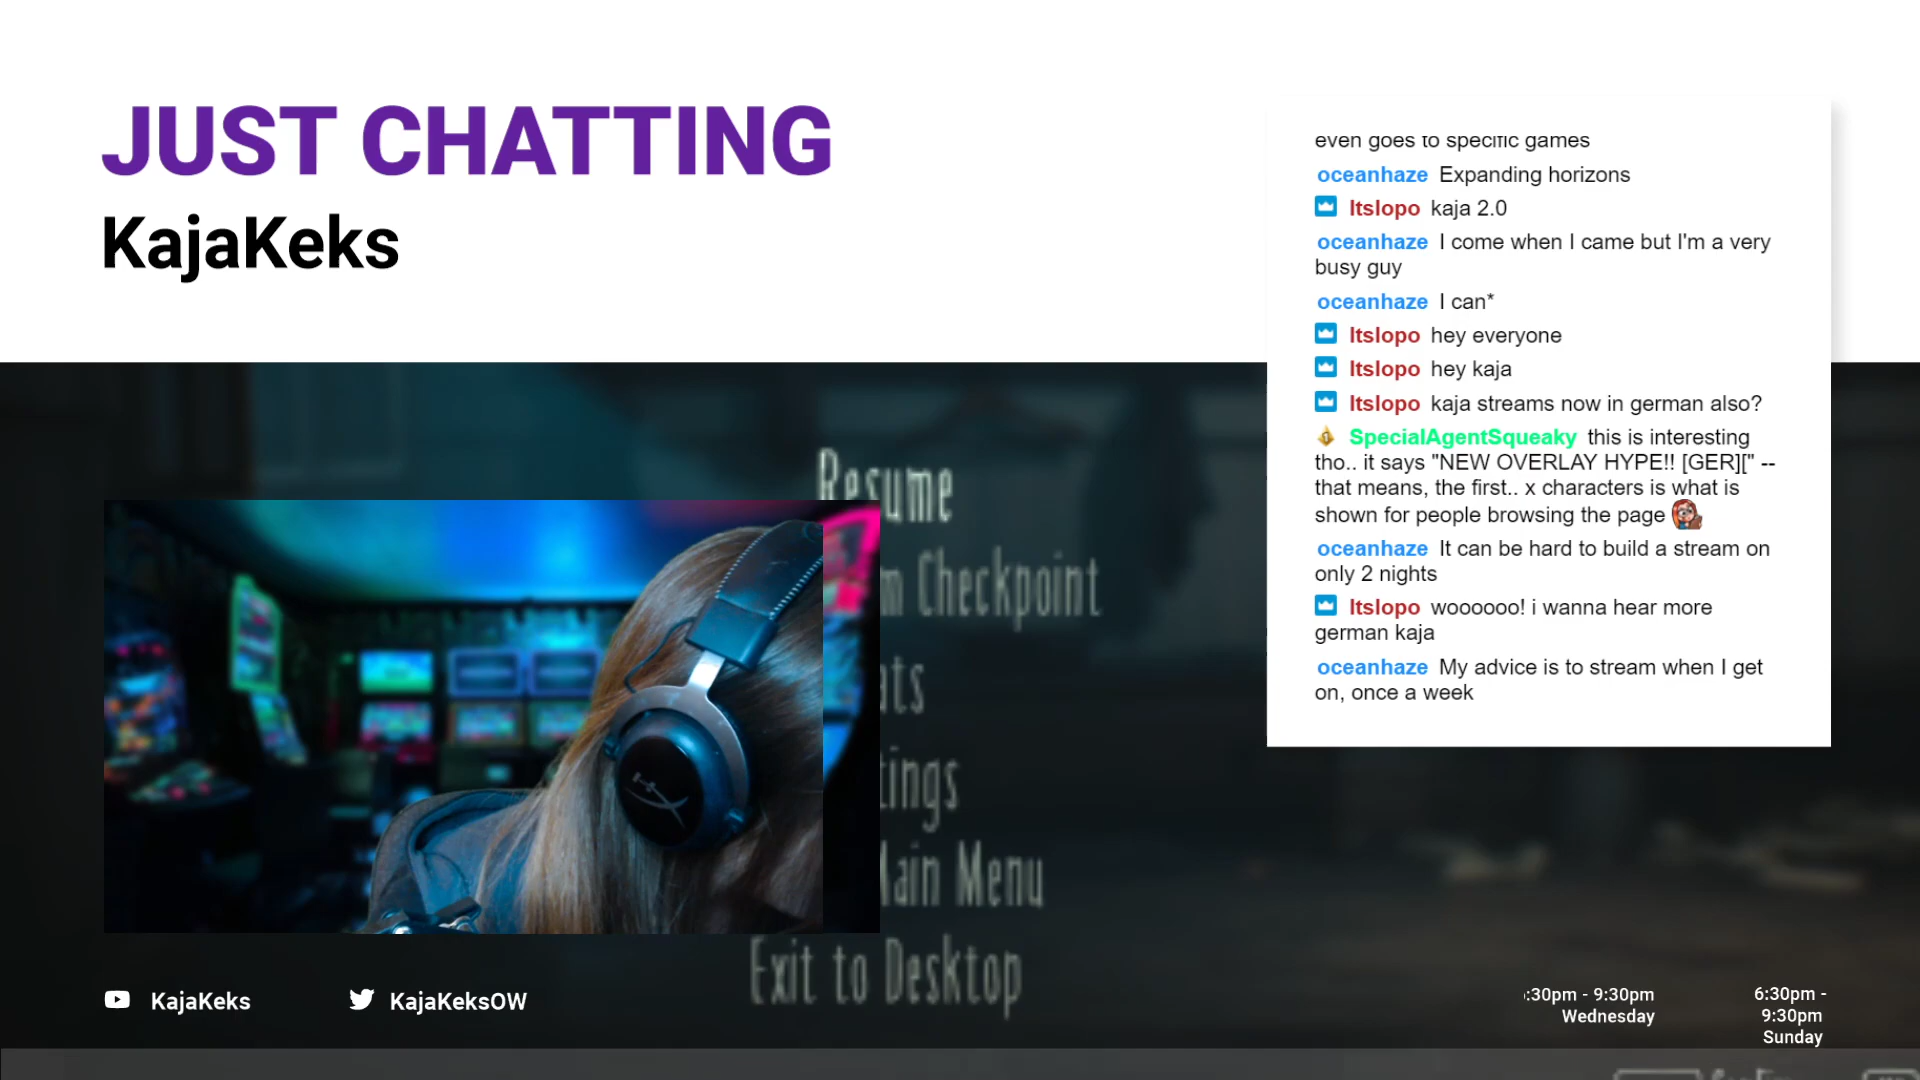 JUST CHATTING
KajaKeks
even goes to specific games
oceanhaze Expanding horizons
Itslopo kaja 2.0
oceanhaze I come when I came but I'm a very
busy guy
oceanhaze I can*
Itslopo hey everyone
Itslopo hey kaja
Itslopo kaja streams now in german also?
SpecialAgentSqueaky this is interesting
tho.. it says "NEW OVERLAY HYPE!! [GER][" --
that means, the first.. x characters is what is
shown for people browsing the page
oceanhaze It can be hard to build a stream on
only 2 nights
Itslopo woooooo! i wanna hear more
german kaja
oceanhaze My advice is to stream when I get
on, once a week
Resume
Checkpoint
Main Menu
Exit to Desktop
KajaKeks
KajaKeksOW
:30pm - 9:30pm
Wednesday
6:30pm -
9:30pm
Sunday